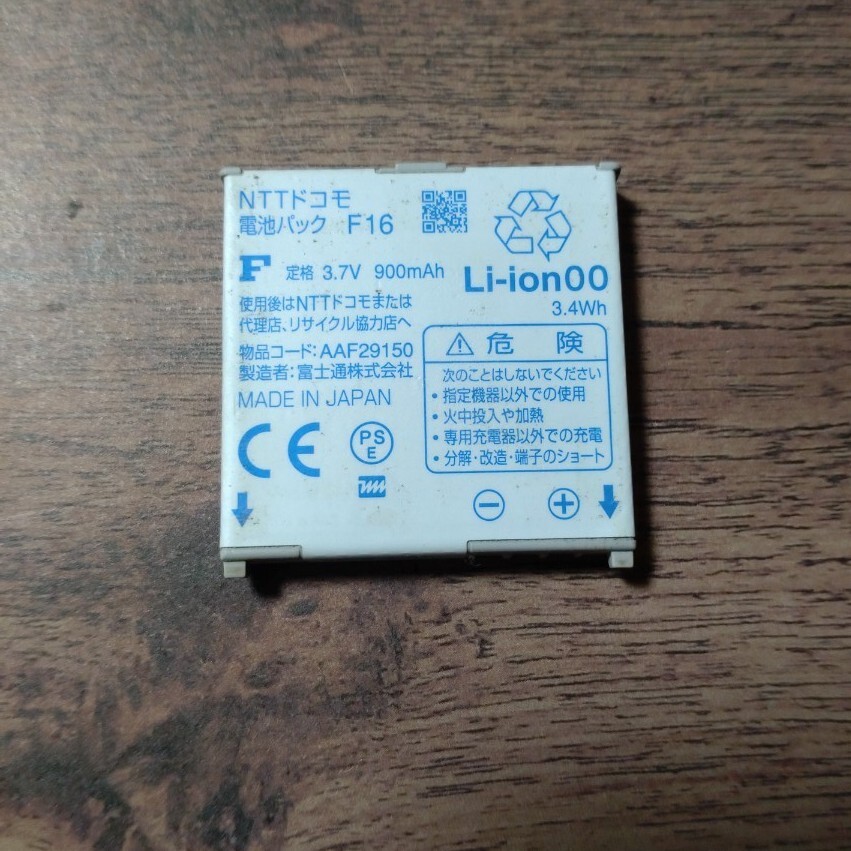 NTTドコモ
電池パック F16
F 定格 3.7V 900mAh
Li-ion00
3.4Wh
使用後はNTTドコモまたは
代理店、リサイクル協力店へ
物品コード：AAF29150
製造者：富士通株式会社
MADE IN JAPAN
危 険
次のことはしないでください
・指定機器以外での使用
・火中投入や加熱
・専用充電器以外での充電
・分解・改造・端子のショート
CE
PS
E